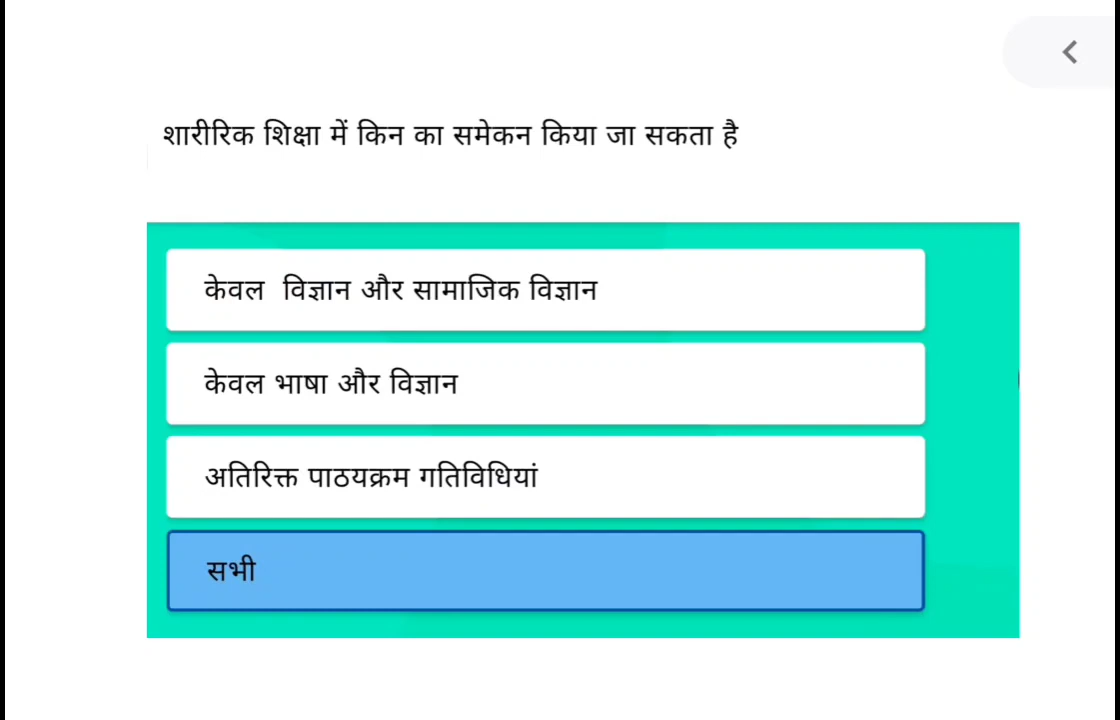 शारीरिक शिक्षा में किन का समेकन किया जा सकता है
केवल विज्ञान और सामाजिक विज्ञान
केवल भाषा और विज्ञान
अतिरिक्त पाठयक्रम गतिविधियां
सभी